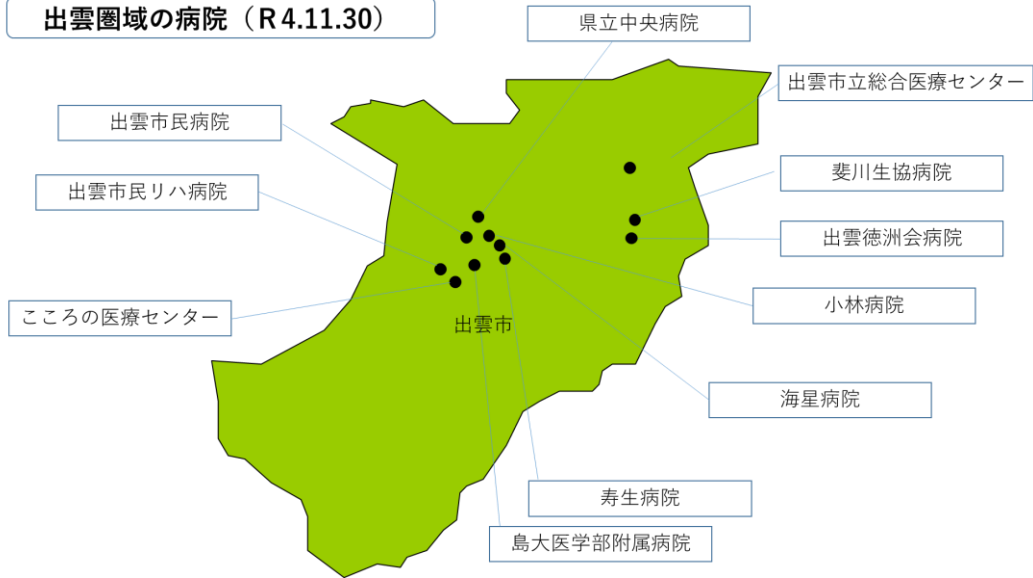 出雲圏域の病院（R4.11.30）
県立中央病院
出雲市立総合医療センター
出雲市民病院
斐川生協病院
出雲市民リハ病院
出雲徳洲会病院
小林病院
こころの医療センター
出雲市
海星病院
寿生病院
島大医学部附属病院